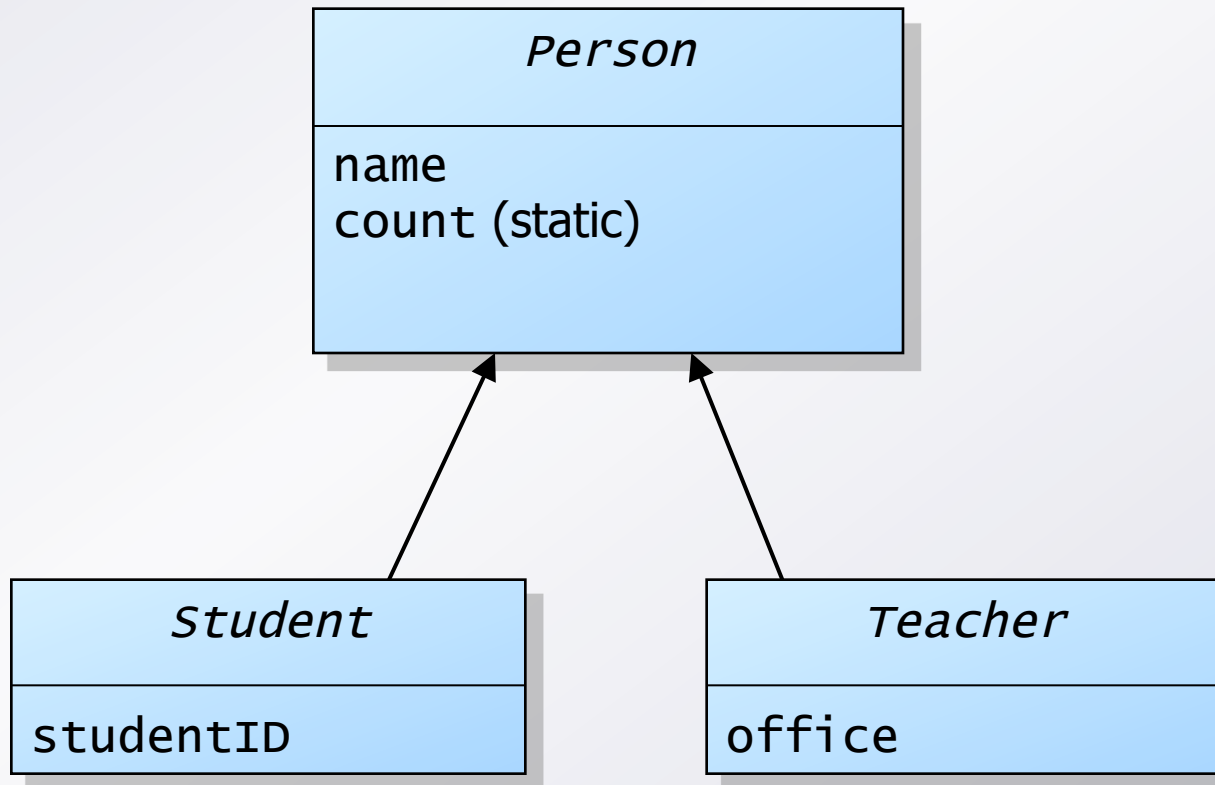 Person
name
count (static)
Student
studentID
Teacher
office